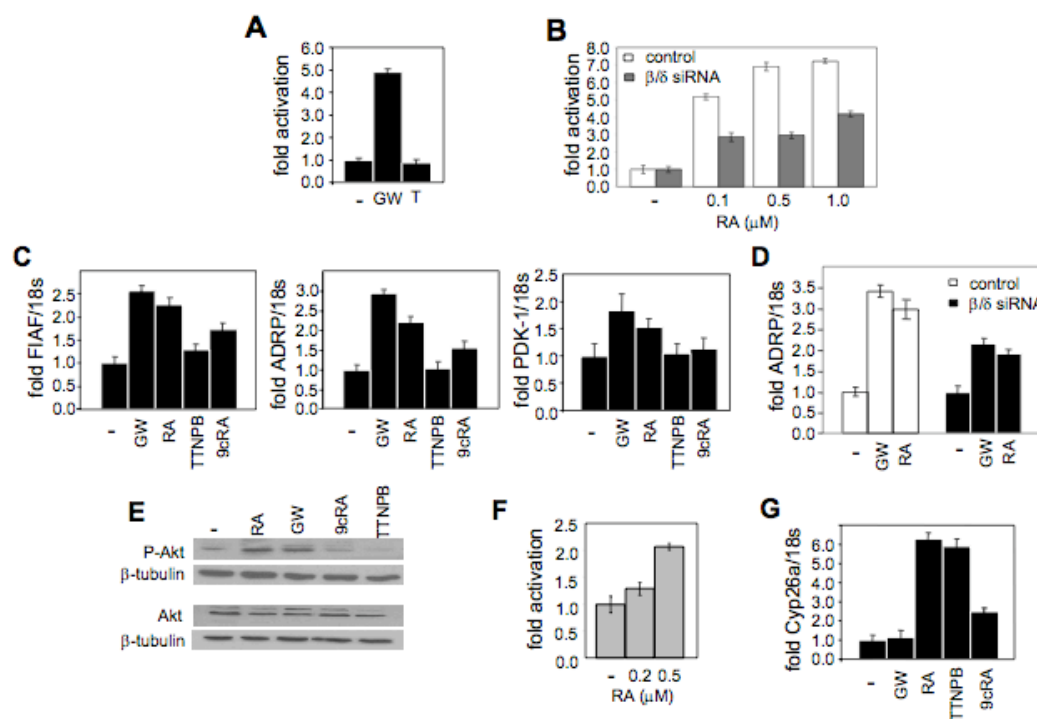 A
fold activation
6.0
5.0
4.0
3.0
2.0
1.0
0.0
- GW T
B
fold activation
8.0
7.0
6.0
5.0
4.0
3.0
2.0
1.0
0.0
control
β/δ siRNA
- 0.1 0.5 1.0
RA (μM)
C
fold FIAF/18s
2.5
2.0
1.5
1.0
0.5
0.0
- GW RA TTNPB 9cRA
fold ADRP/18s
3.0
2.5
2.0
1.5
1.0
0.5
0.0
- GW RA TTNPB 9cRA
fold PDK-1/18s
2.5
2.0
1.5
1.0
0.5
0.0
- GW RA TTNPB 9cRA
D
fold ADRP/18s
3.5
3.0
2.5
2.0
1.5
1.0
0.5
0.0
control
β/δ siRNA
- GW RA - GW RA
E
- RA GW 9cRA TTNPB
P-Akt
β-tubulin
Akt
β-tubulin
F
fold activation
2.5
2.0
1.5
1.0
0.5
0.0
- 0.2 0.5
RA (μM)
G
fold Cyp26a/18s
6.0
5.0
4.0
3.0
2.0
1.0
0.0
- GW RA TTNPB 9cRA